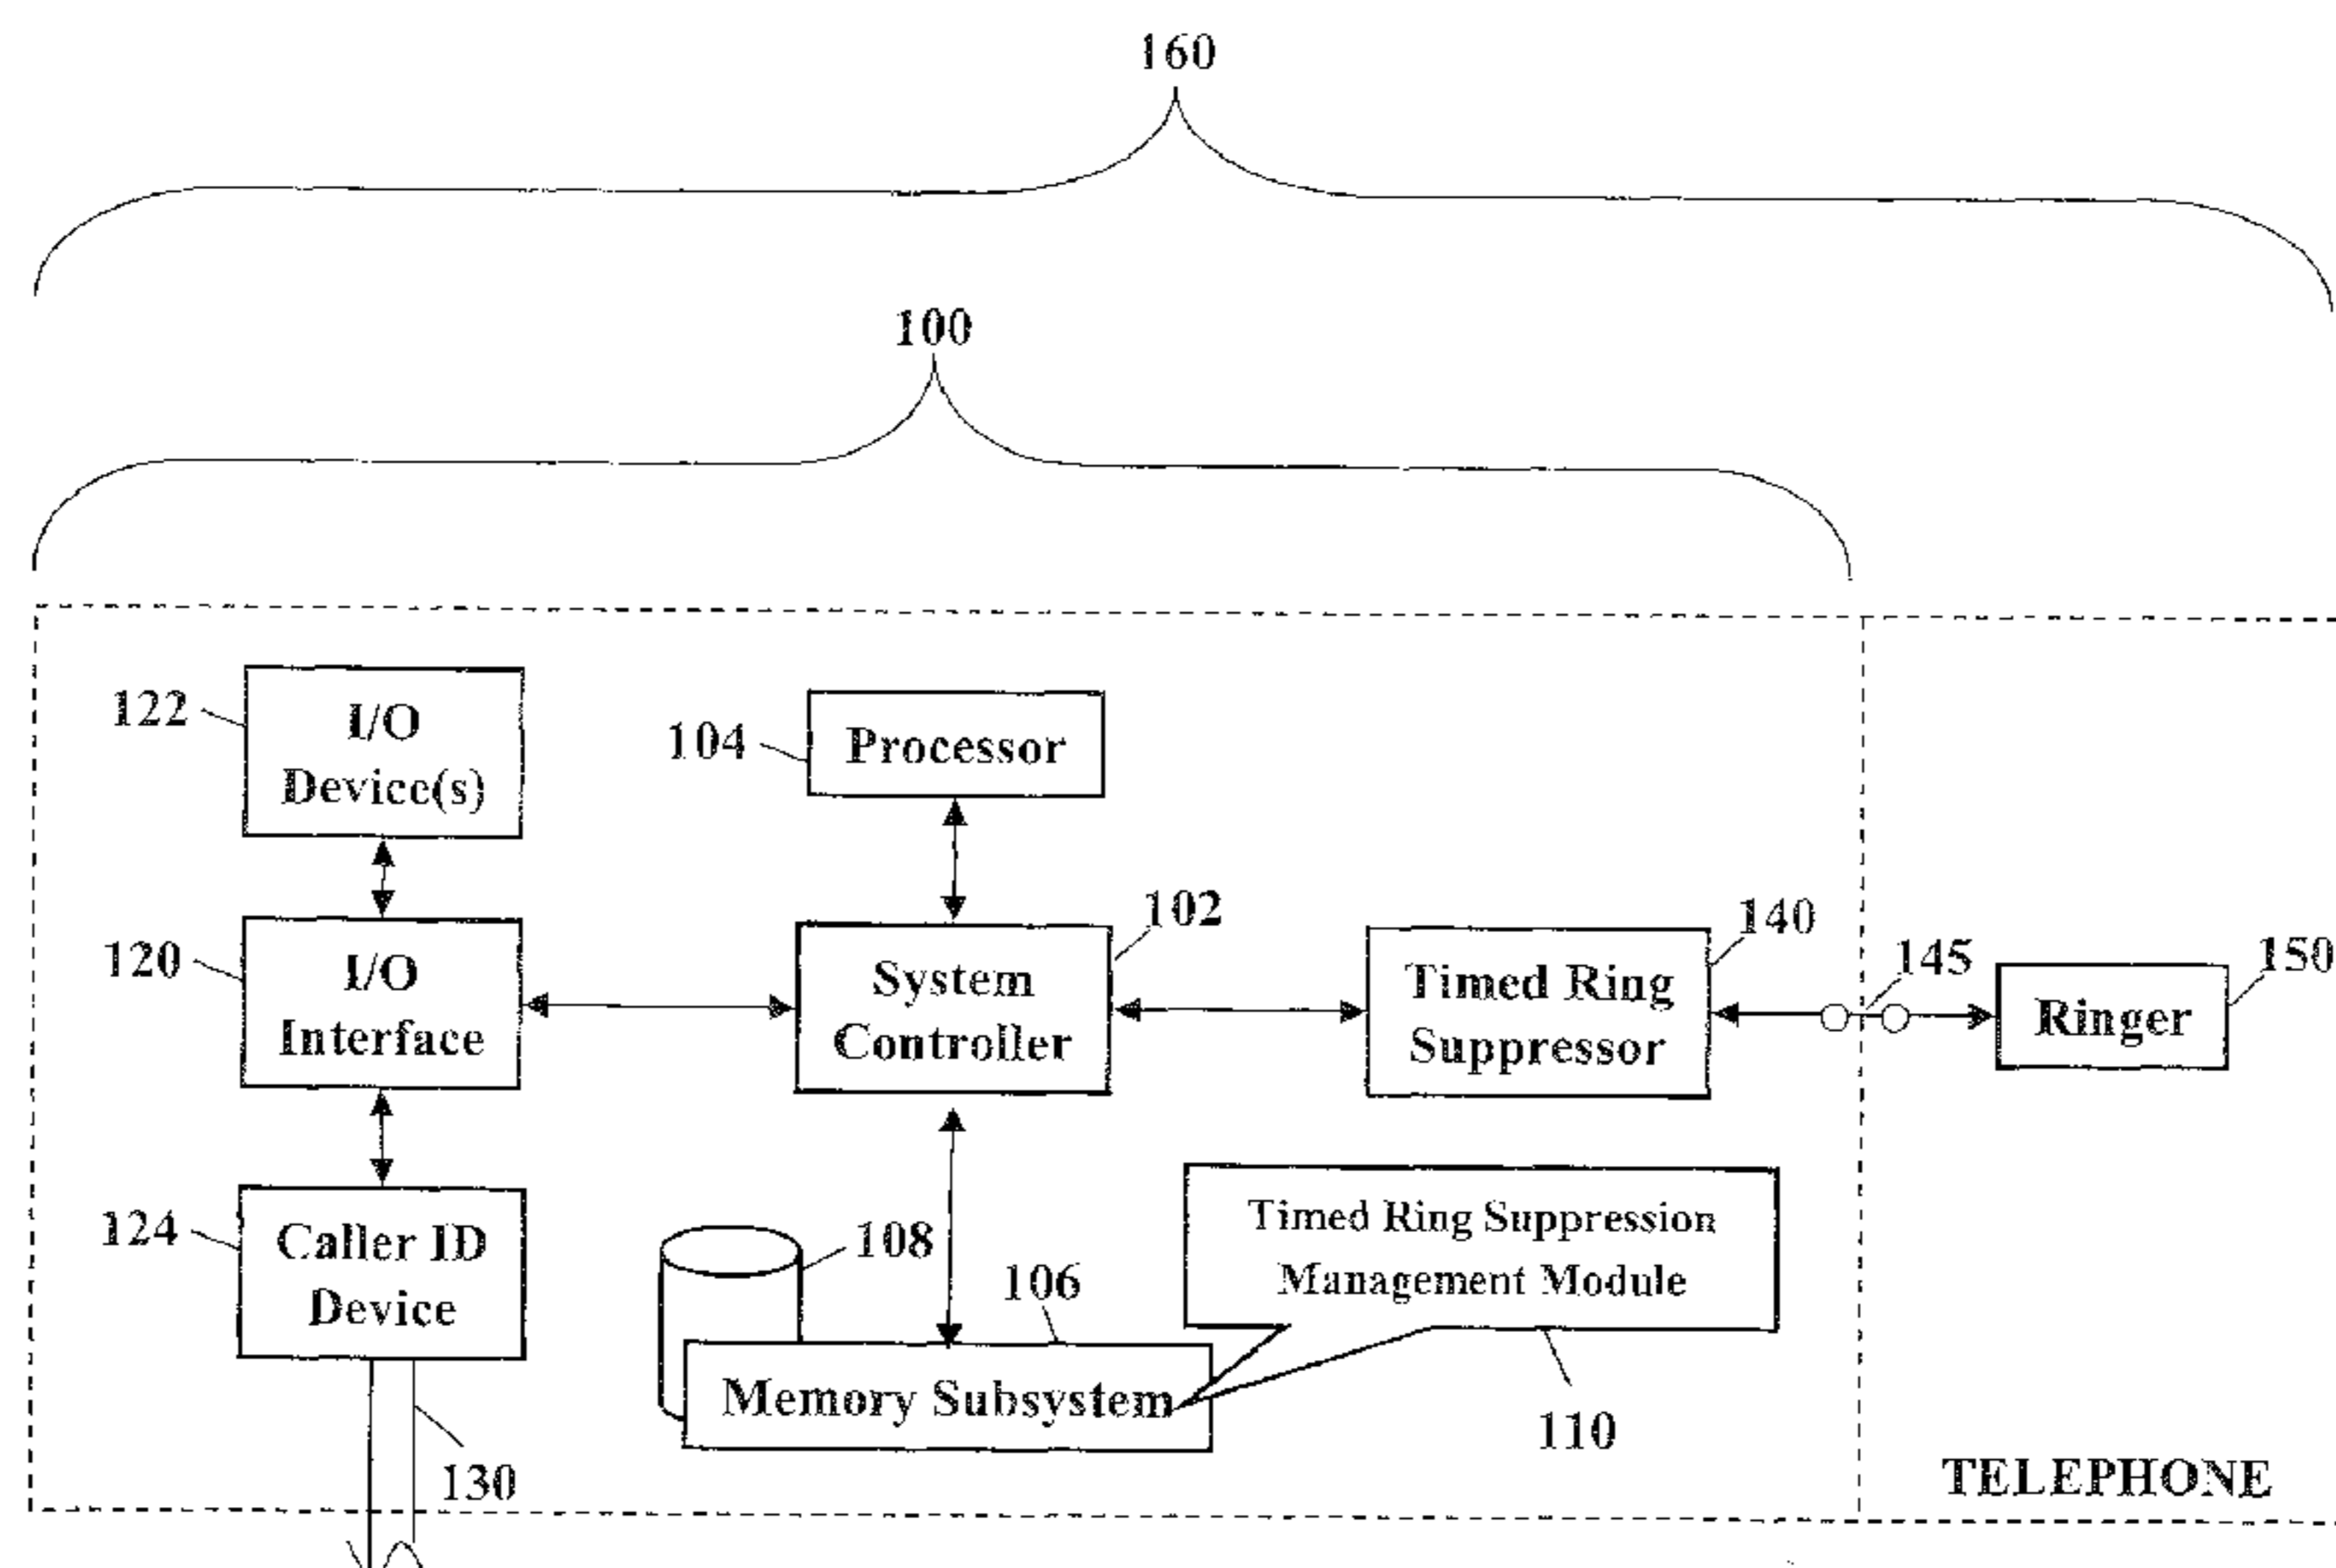 160
100
122
I/O
Device(s)
104
Processor
120
I/O
Interface
102
System
Controller
140
Timed Ring
Suppressor
145
150
Ringer
124
Caller ID
Device
108
106
Timed Ring Suppression
Management Module
Memory Subsystem
130
110
TELEPHONE